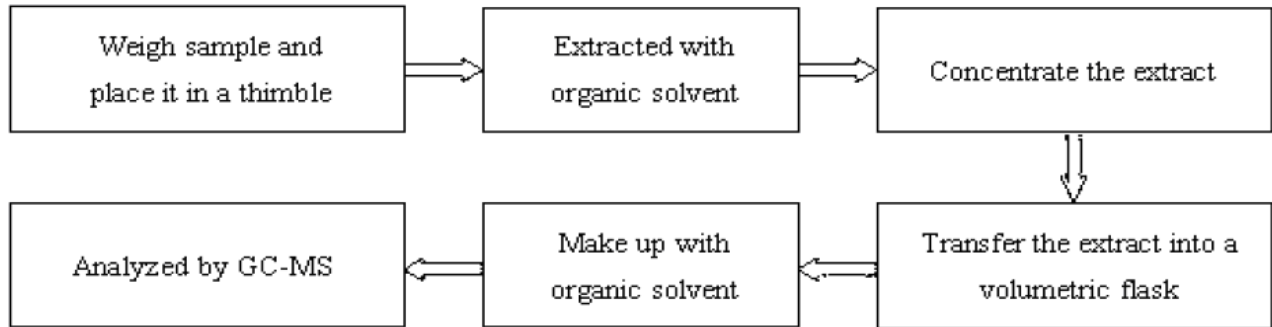 Weigh sample and
place it in a thimble
Extracted with
organic solvent
Concentrate the extract
Transfer the extract into a
volumetric flask
Make up with
organic solvent
Analyzed by GC-MS